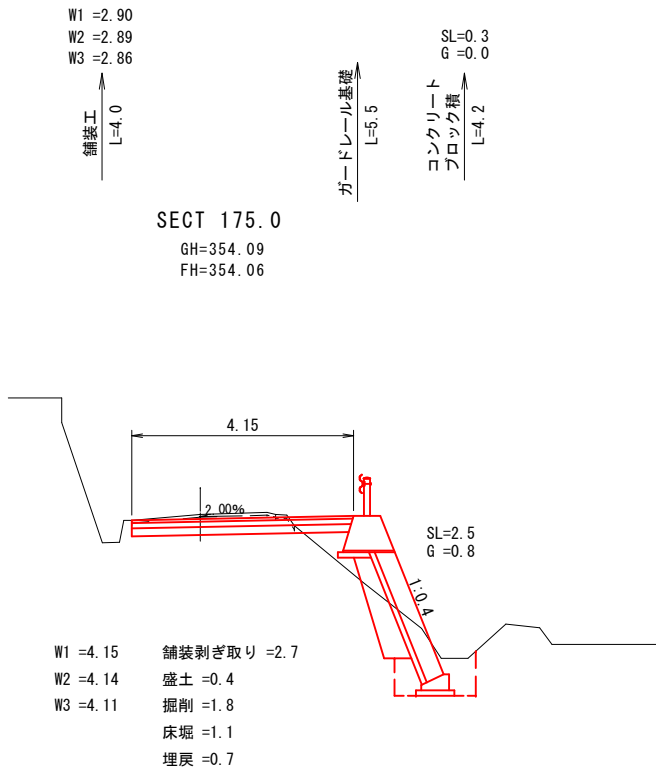 W1 =2.90
W2 =2.89
W3 =2.86
SL=0.3
G =0.0
舗装工
L=4.0
ガードレール基礎
L=5.5
コンクリート
ブロック積
L=4.2
SECT 175.0
GH=354.09
FH=354.06
4.15
2.00%
SL=2.5
G =0.8
1:0.4
W1 =4.15
W2 =4.14
W3 =4.11
舗装剥ぎ取り =2.7
盛土 =0.4
掘削 =1.8
床堀 =1.1
埋戻 =0.7